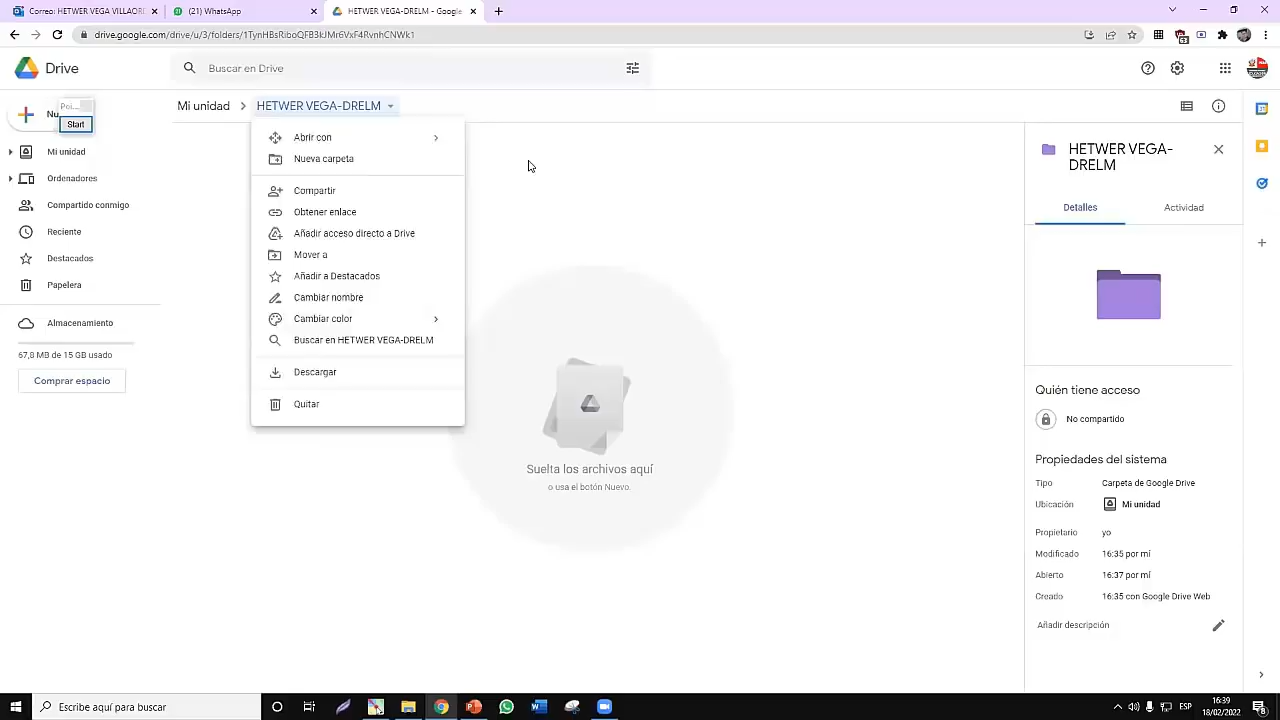 Correo: HETWER VEGA VILLAOR
(21) WhatsApp
HETWER VEGA-DRELM - Google
drive.google.com/drive/u/3/folders/1TynHBsRiboQFB3kJMr6VxF4RvnhCNWk1
Drive
Buscar en Drive
Nu
Poi...
Start
Mi unidad
Ordenadores
Compartido conmigo
Reciente
Destacados
Papelera
Almacenamiento
67,8 MB de 15 GB usado
Comprar espacio
Mi unidad
HETWER VEGA-DRELM
Abrir con
Nueva carpeta
Compartir
Obtener enlace
Añadir acceso directo a Drive
Mover a
Añadir a Destacados
Cambiar nombre
Cambiar color
Buscar en HETWER VEGA-DRELM
Descargar
Quitar
Suelta los archivos aquí
o usa el botón Nuevo.
HETWER VEGA-
DRELM
Detalles
Actividad
Quién tiene acceso
No compartido
Propiedades del sistema
Tipo Carpeta de Google Drive
Ubicación Mi unidad
Propietario yo
Modificado 16:35 por mí
Abierto 16:37 por mí
Creado 16:35 con Google Drive Web
Añadir descripción
Escribe aquí para buscar
ESP
16:39
18/02/2022